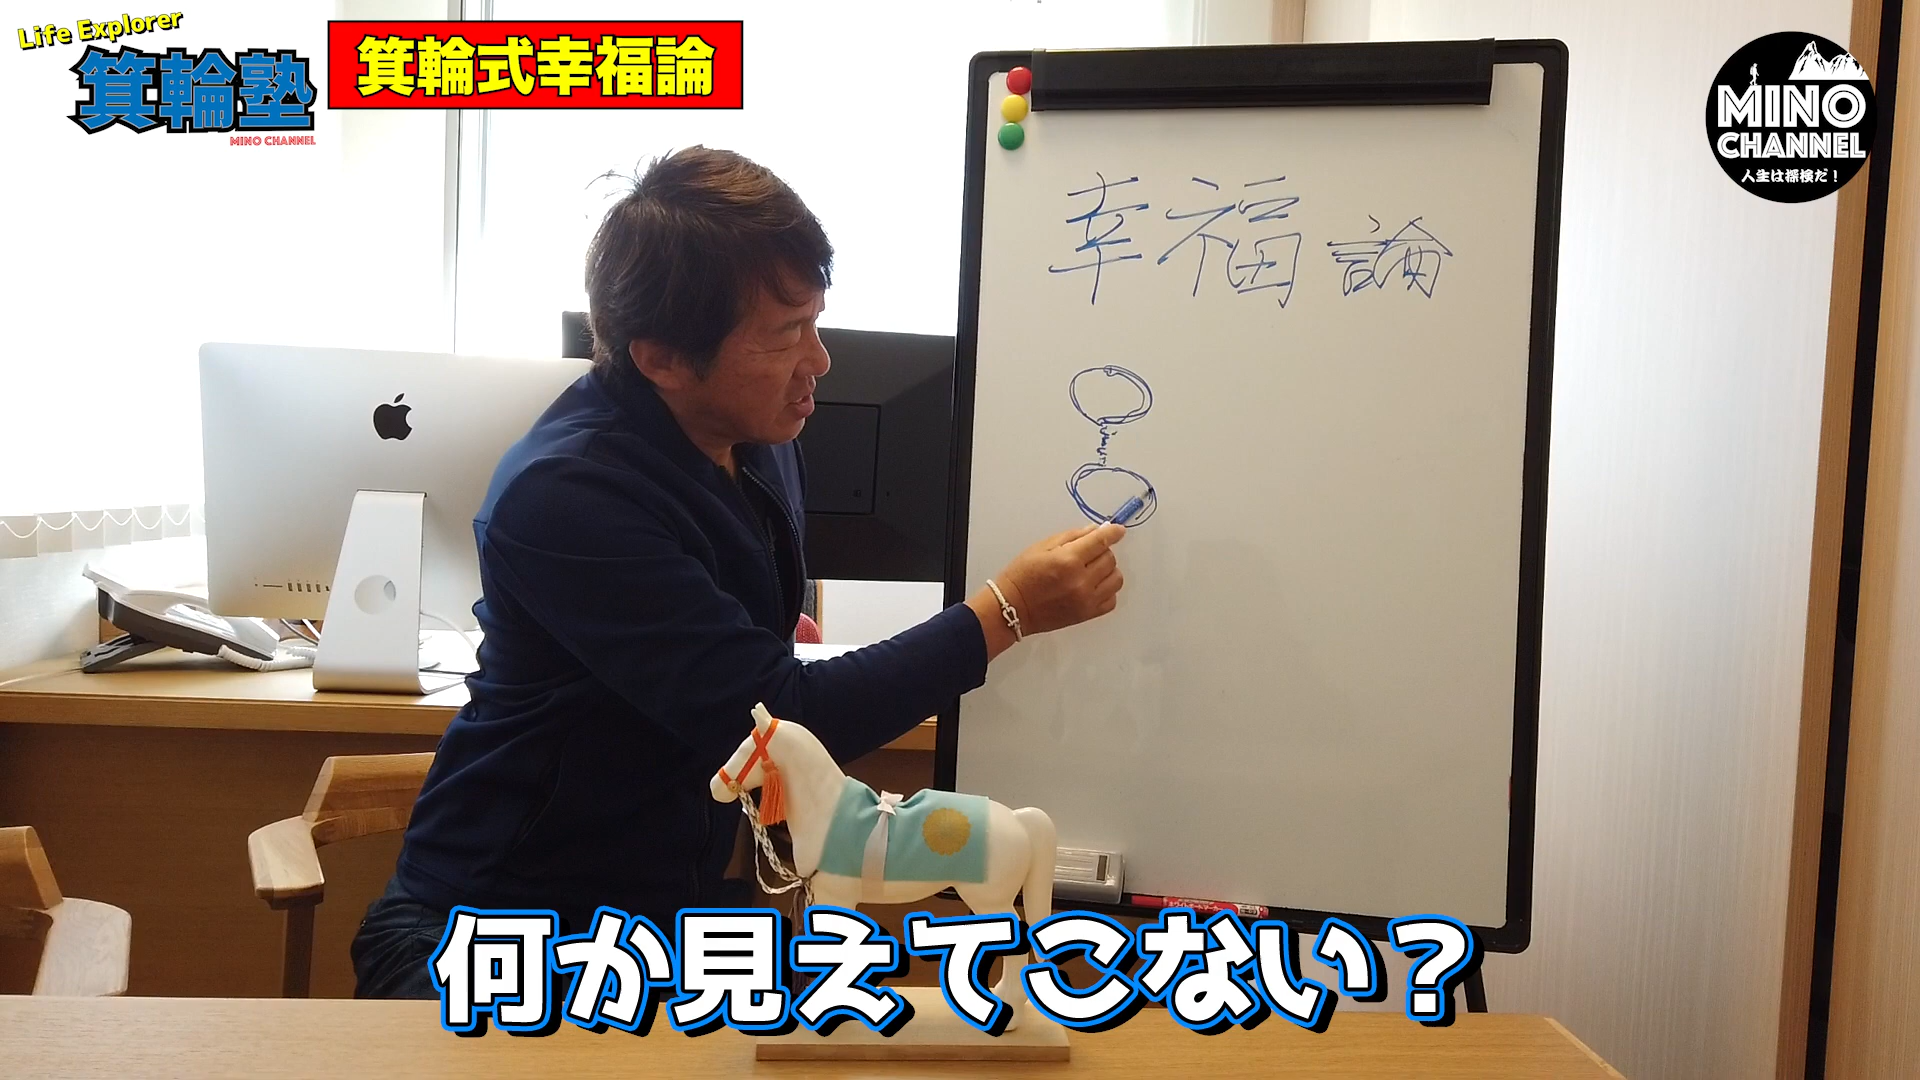 Life Explorer
箕輪塾
MINO CHANNEL
箕輪式幸福論
MINO
CHANNEL
人生は探検だ！
幸福論
何か見えてこない？